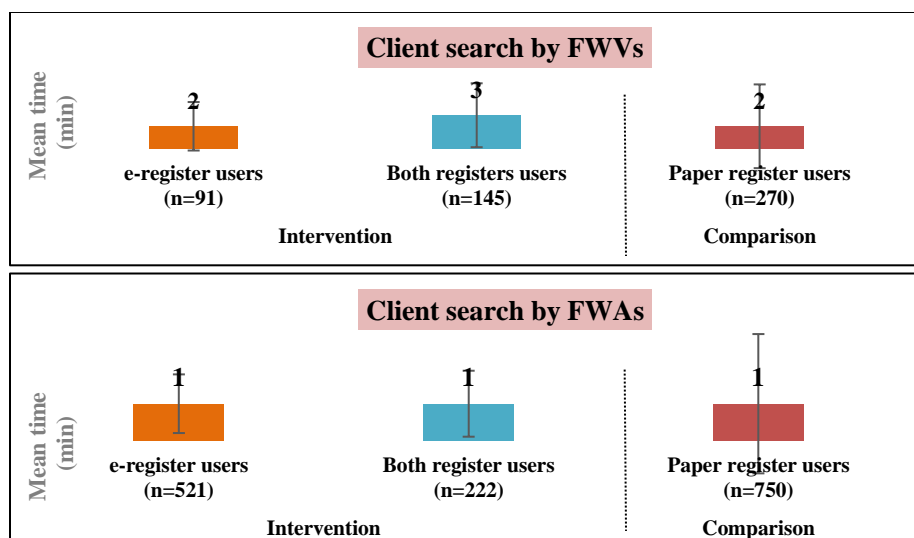 Client search by FWVs
Mean time
(min)
2
3
2
e-register users
(n=91)
Both registers users
(n=145)
Paper register users
(n=270)
Intervention
Comparison
Client search by FWAs
Mean time
(min)
1
1
1
e-register users
(n=521)
Both register users
(n=222)
Paper register users
(n=750)
Intervention
Comparison